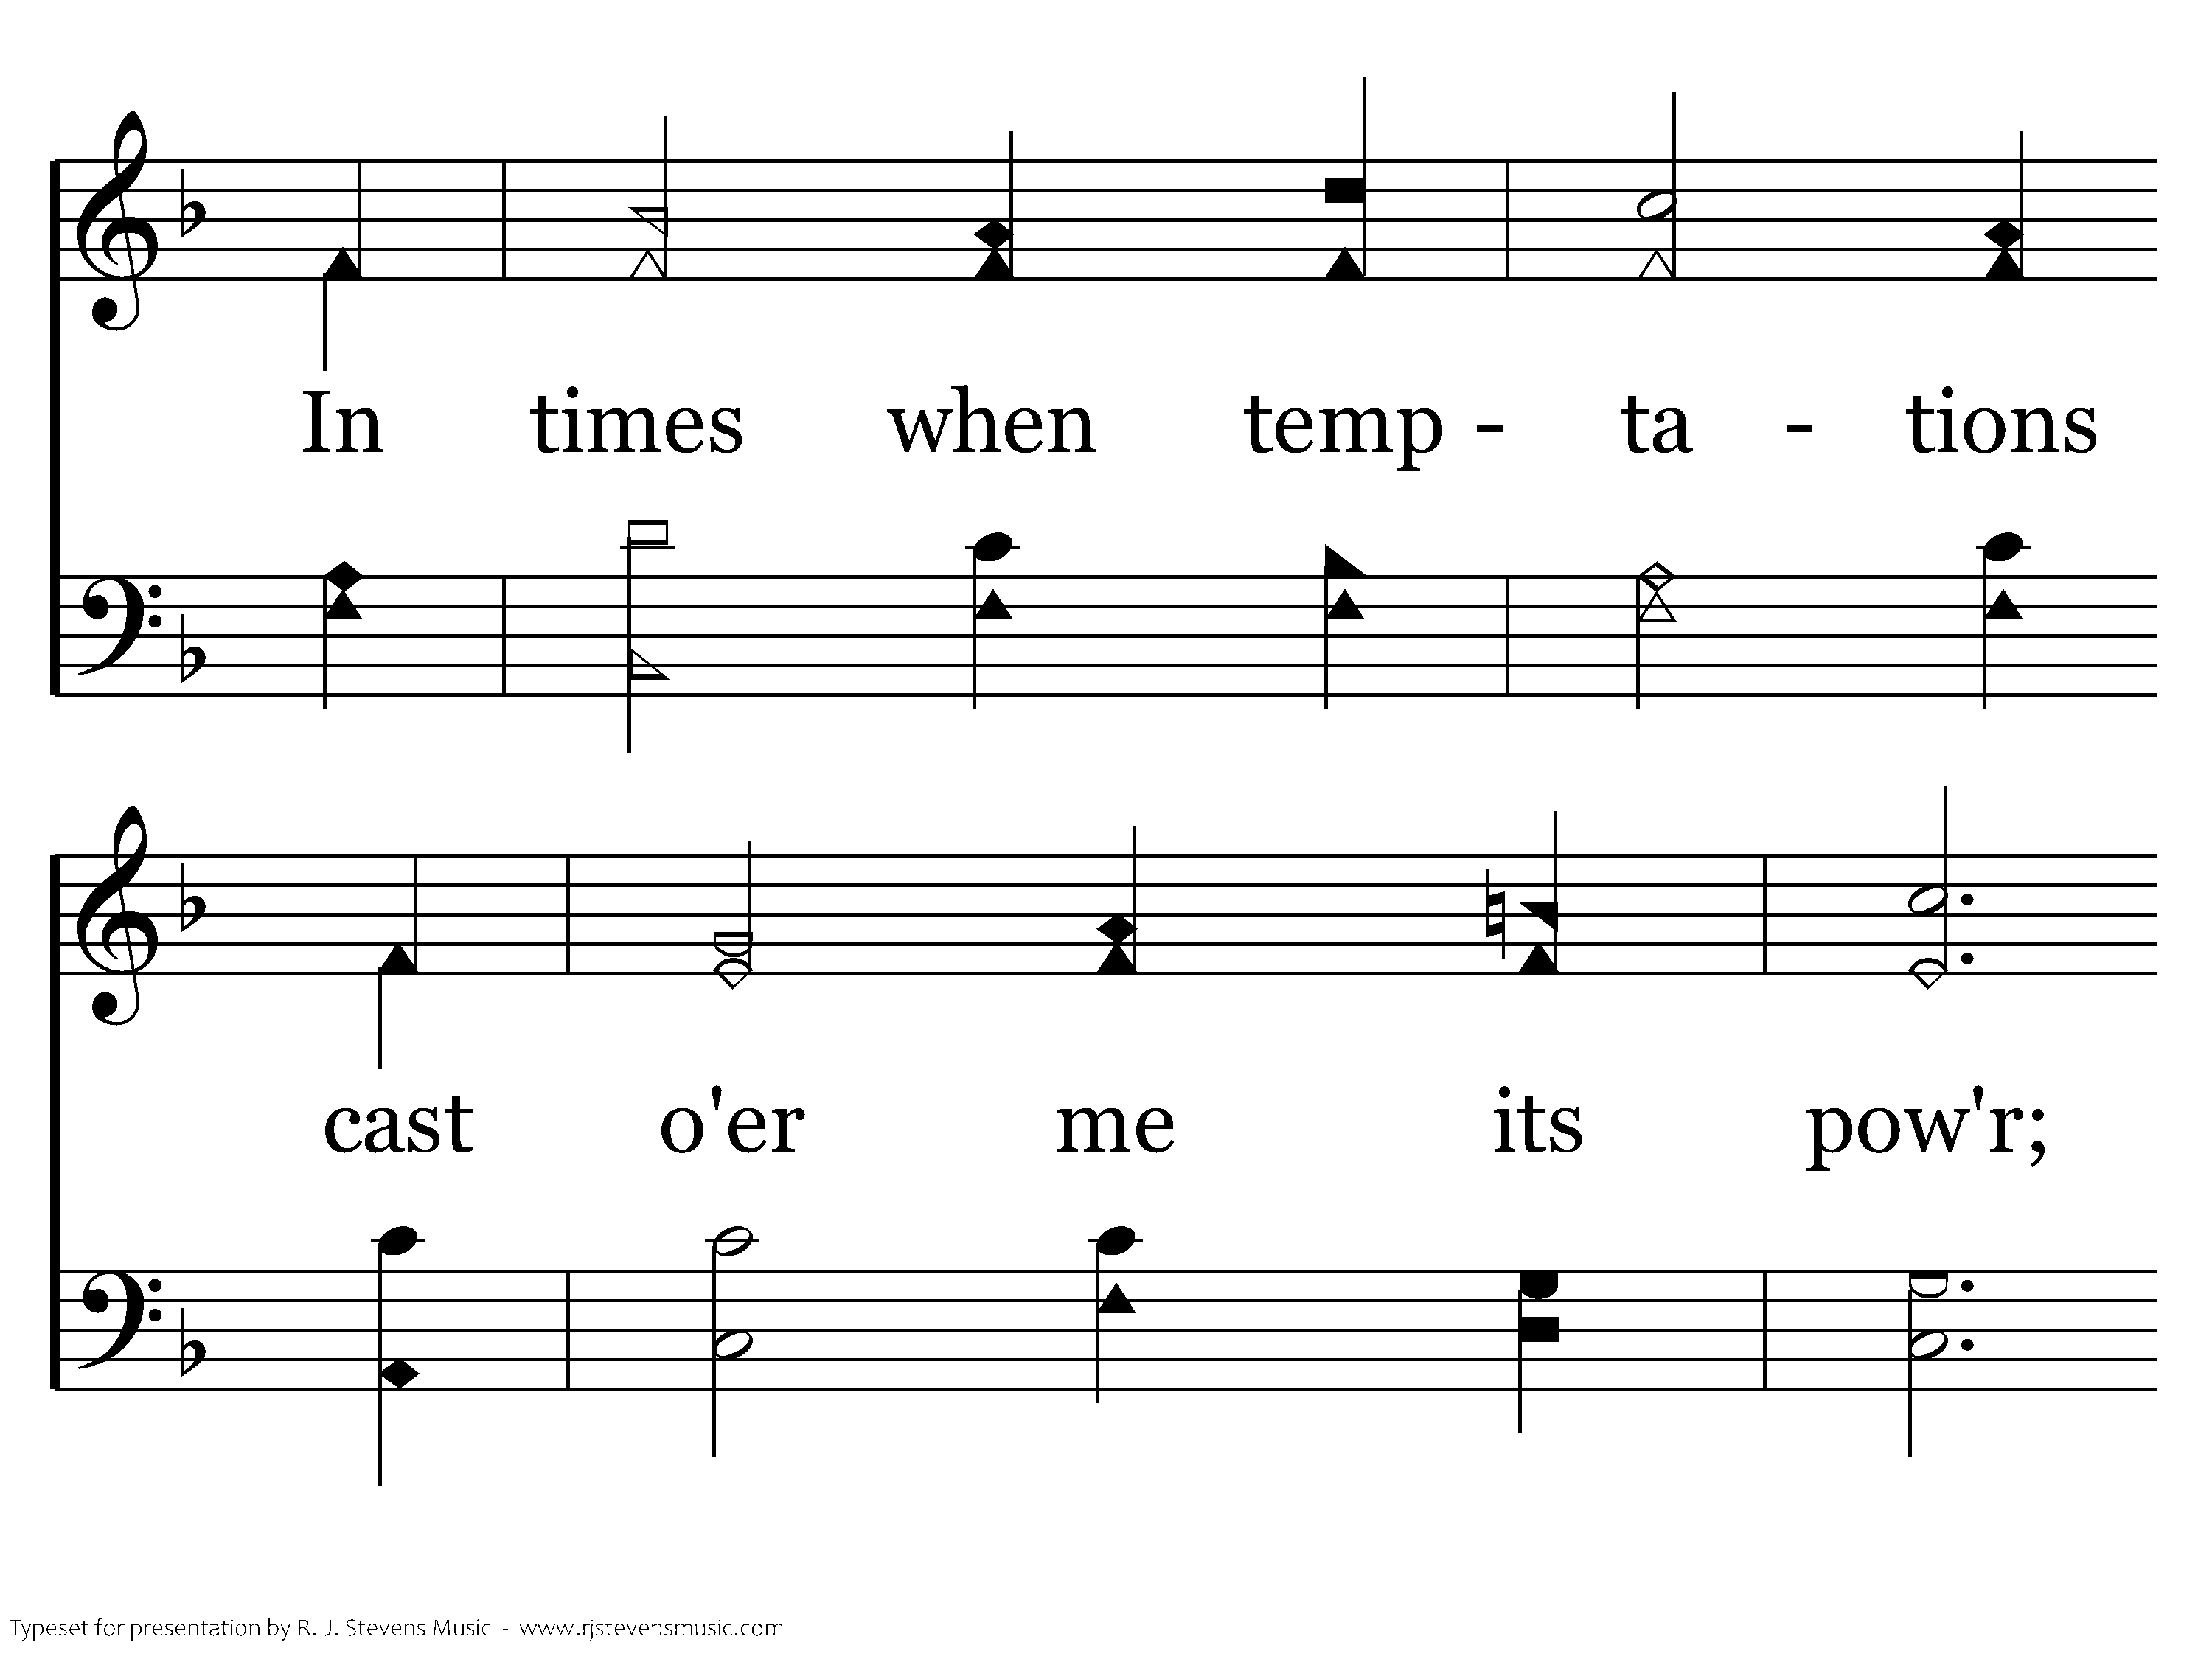 In times when temp - ta - tions
cast o'er me its pow'r;
Typeset for presentation by R. J. Stevens Music - www.rjstevensmusic.com